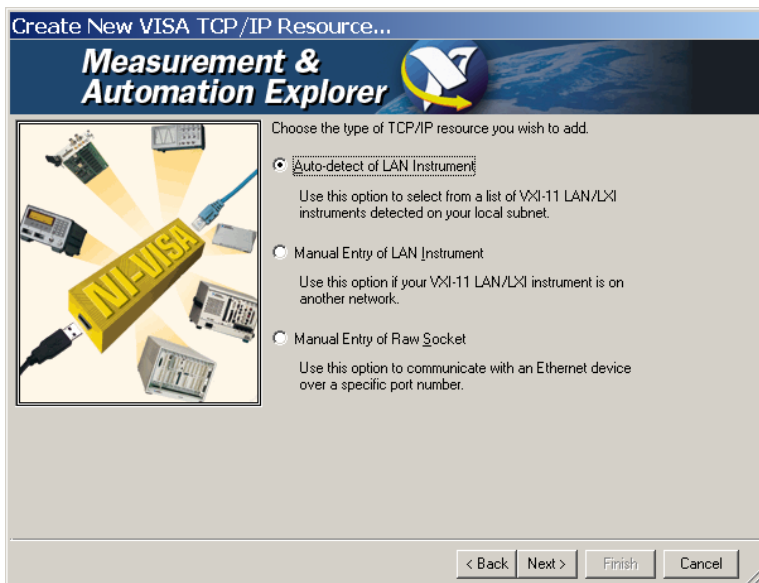 Create New VISA TCP/IP Resource...
Measurement &
Automation Explorer
NI-VISA
Choose the type of TCP/IP resource you wish to add.
Auto-detect of LAN Instrument
Use this option to select from a list of VXI-11 LAN/LXI
instruments detected on your local subnet.
Manual Entry of LAN Instrument
Use this option if your VXI-11 LAN/LXI instrument is on
another network.
Manual Entry of Raw Socket
Use this option to communicate with an Ethernet device
over a specific port number.
< Back
Next >
Finish
Cancel